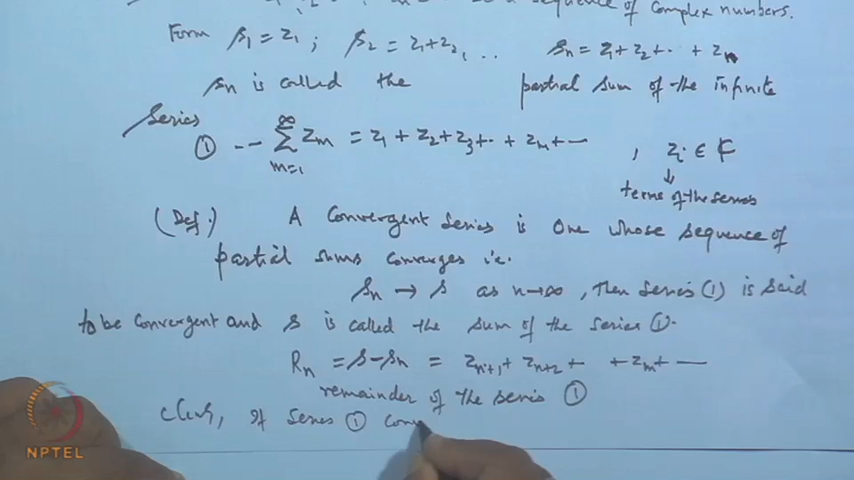 a sequence of complex numbers.
Form s₁ = z₁ ; s₂ = z₁+z₂, ... sₙ = z₁+z₂+...+zₙ
sₙ is called the partial sum of the infinite
Series
① -- ∑_{m=1}^{∞} zₘ = z₁ + z₂ + z₃+.. + zₘ+— , zᵢ ∈ ⊄
↓
terms of the series
(Def.) A Convergent Series is one whose sequence of
partial sums converges i.e.
sₙ → s as n→∞, then series (1) is said
to be convergent and s is called the sum of the series ①.
Rₙ = s-sₙ = zₙ₊₁+zₙ₊₂+- +zₘ+—
remainder of the series ①
If Series ① conv
NPTEL